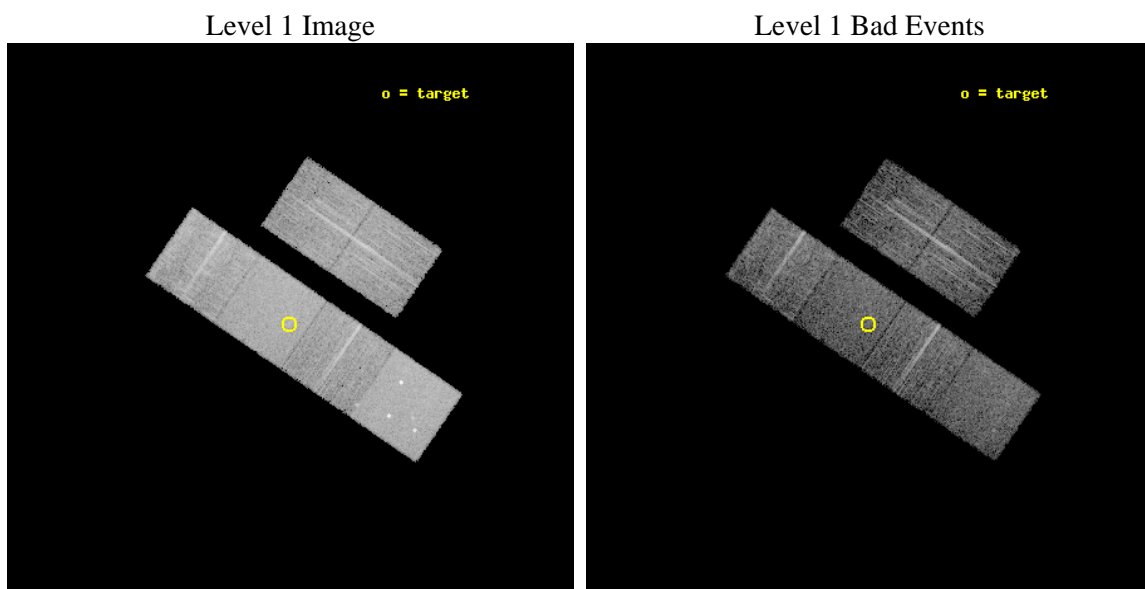 Level 1 Image
Level 1 Bad Events
o = target
o = target